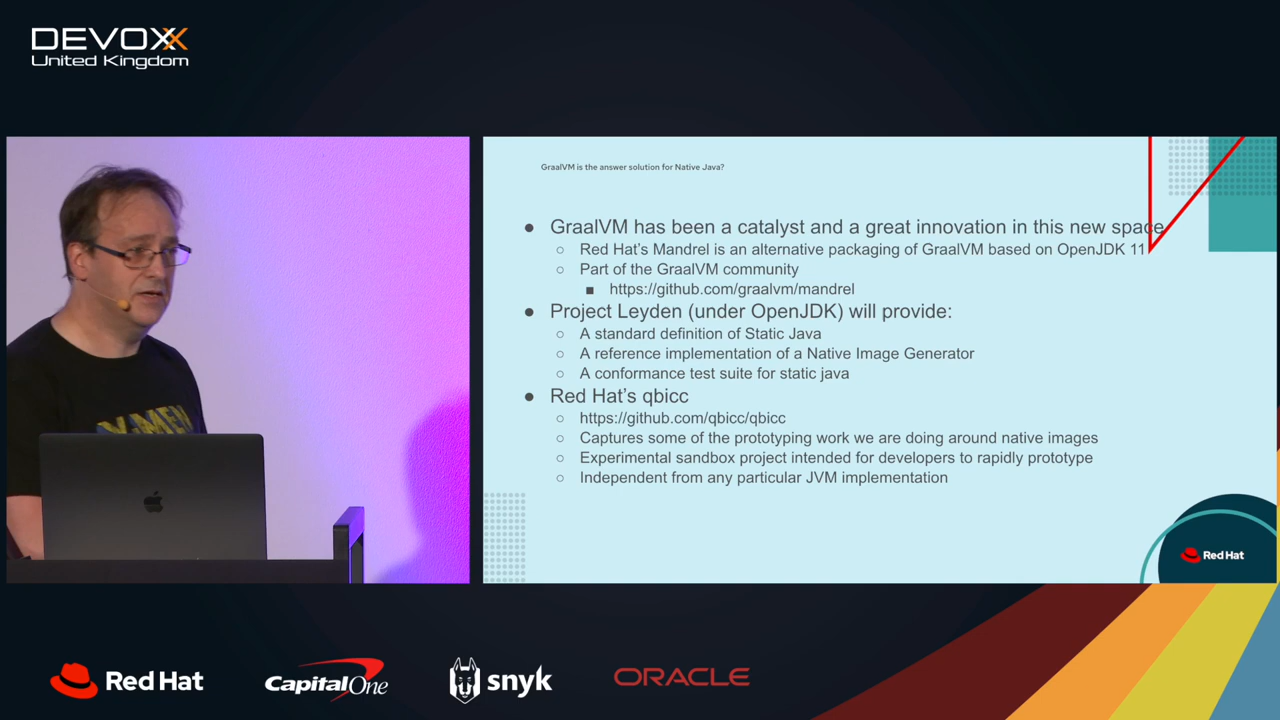 DEVOXX
United Kingdom
X-MEN
GraalVM is the answer solution for Native Java?
● GraalVM has been a catalyst and a great innovation in this new space
○ Red Hat's Mandrel is an alternative packaging of GraalVM based on OpenJDK 11
○ Part of the GraalVM community
■ https://github.com/graalvm/mandrel
● Project Leyden (under OpenJDK) will provide:
○ A standard definition of Static Java
○ A reference implementation of a Native Image Generator
○ A conformance test suite for static java
● Red Hat's qbicc
○ https://github.com/qbicc/qbicc
○ Captures some of the prototyping work we are doing around native images
○ Experimental sandbox project intended for developers to rapidly prototype
○ Independent from any particular JVM implementation
Red Hat
Red Hat
Capital One
snyk
ORACLE